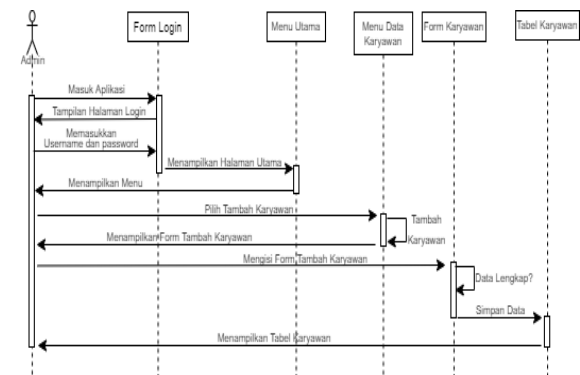 Form Login
Menu Utama
Menu Data
Karyawan
Form Karyawan
Tabel Karyawan
Admin
Masuk Aplikasi
Tampilan Halaman Login
Memasukkan
Username dan password
Menampilkan Halaman Utama
Menampilkan Menu
Pilih Tambah Karyawan
Tambah
Karyawan
Menampilkan Form Tambah Karyawan
Mengisi Form Tambah Karyawan
Data Lengkap?
Simpan Data
Menampilkan Tabel Karyawan